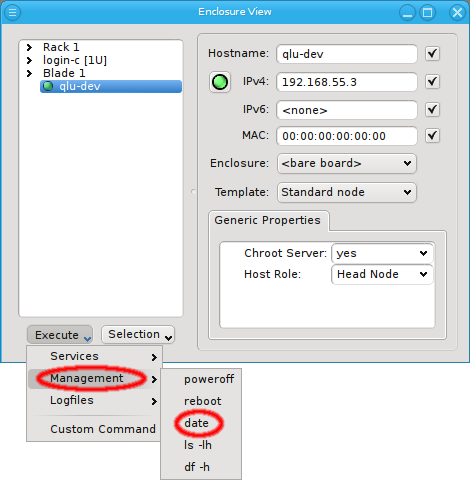 Enclosure View
Rack 1
login-c [1U]
Blade 1
qlu-dev
Hostname: qlu-dev
IPv4: 192.168.55.3
IPv6: <none>
MAC: 00:00:00:00:00:00
Enclosure: <bare board>
Template: Standard node
Generic Properties
Chroot Server: yes
Host Role: Head Node
Execute Selection
Services
Management
Logfiles
Custom Command
poweroff
reboot
date
ls -lh
df -h